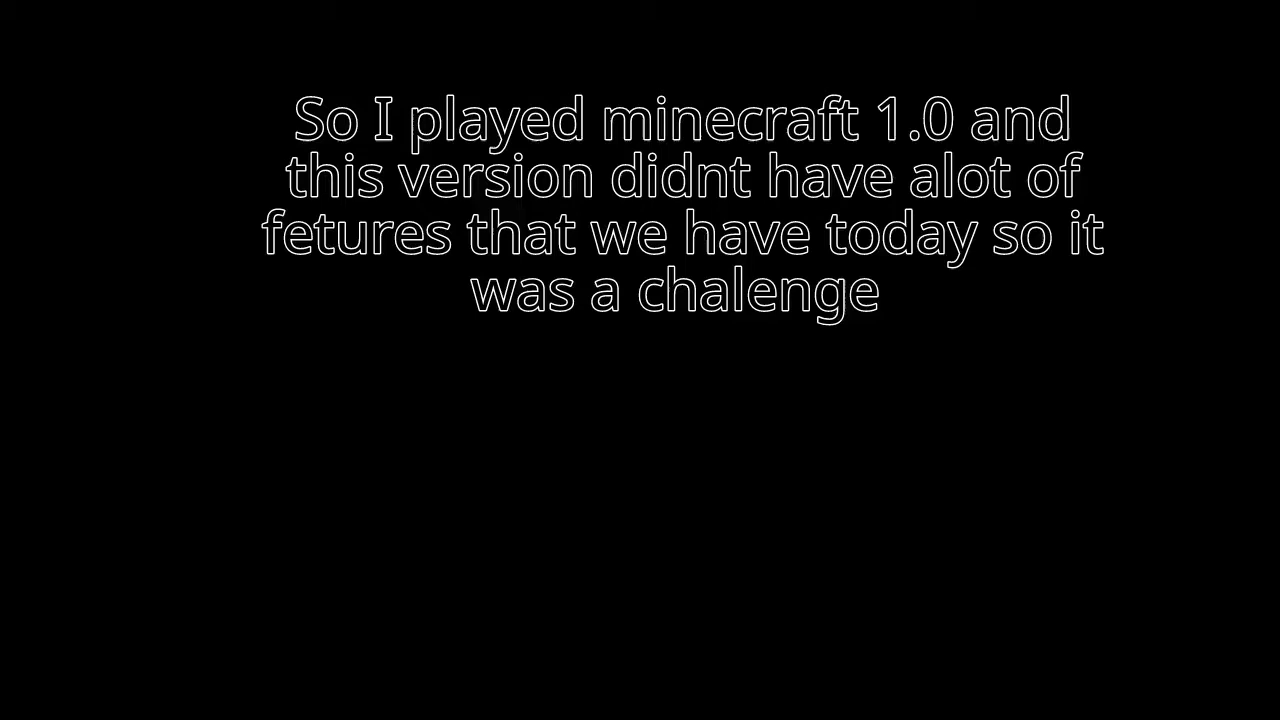 So I played minecraft 1.0 and
this version didnt have alot of
fetures that we have today so it
was a chalenge